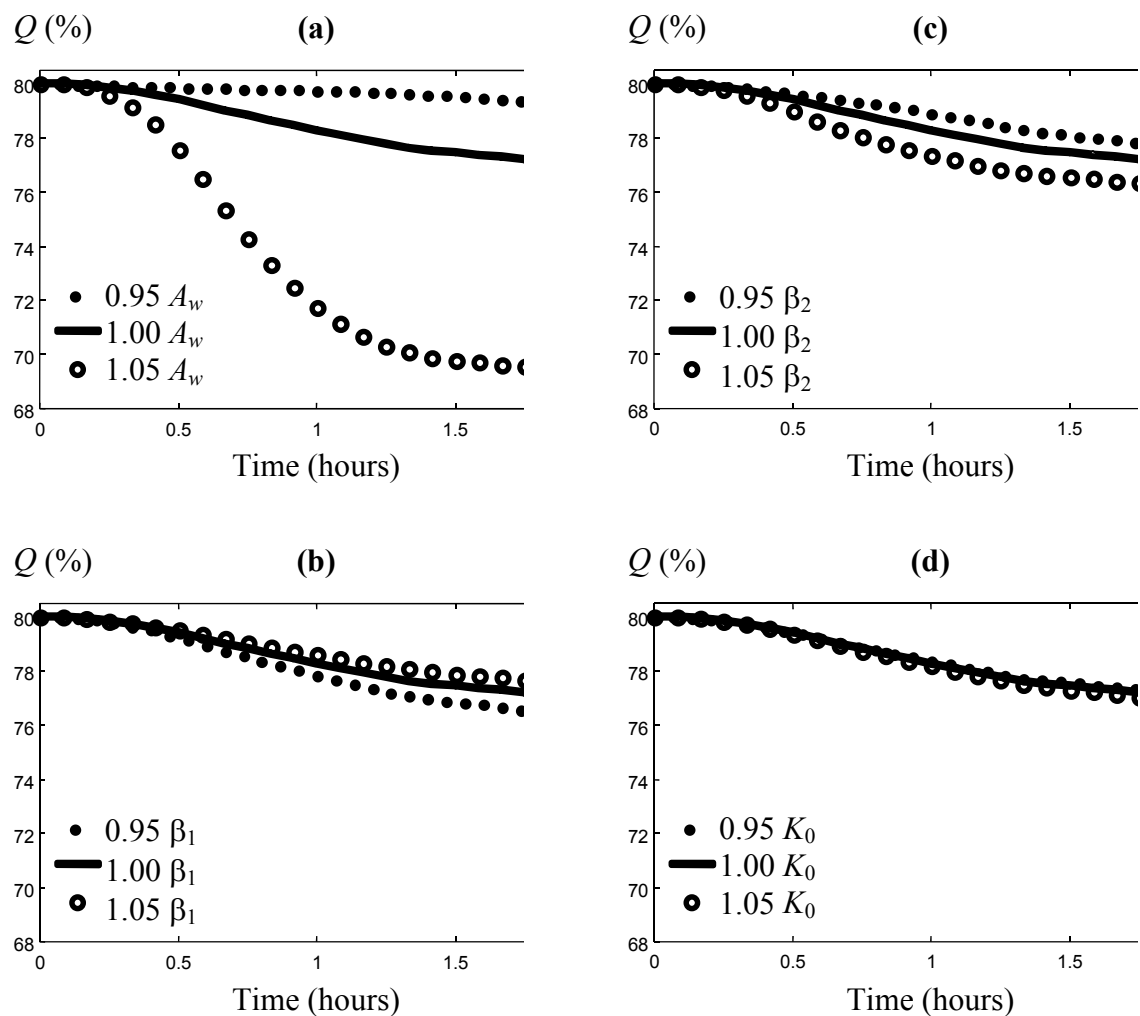 Q (%)
(a)
80
78
76
74
72
70
68
0.95 A_w
1.00 A_w
1.05 A_w
0
0.5
1
1.5
Time (hours)
Q (%)
(c)
80
78
76
74
72
70
68
0.95 β₂
1.00 β₂
1.05 β₂
0
0.5
1
1.5
Time (hours)
Q (%)
(b)
80
78
76
74
72
70
68
0.95 β₁
1.00 β₁
1.05 β₁
0
0.5
1
1.5
Time (hours)
Q (%)
(d)
80
78
76
74
72
70
68
0.95 K₀
1.00 K₀
1.05 K₀
0
0.5
1
1.5
Time (hours)